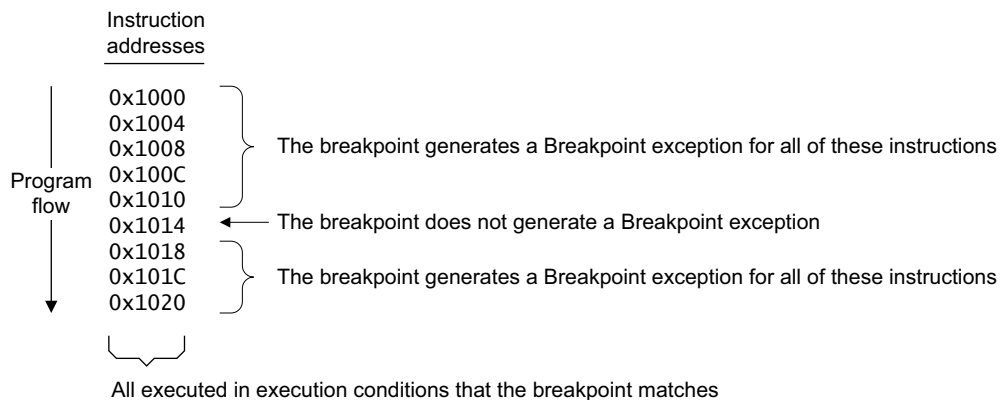 Instruction
addresses
0x1000
0x1004
0x1008
The breakpoint generates a Breakpoint exception for all of these instructions
0x100C
Program
flow
0x1010
0x1014
The breakpoint does not generate a Breakpoint exception
0x1018
0x101C
The breakpoint generates a Breakpoint exception for all of these instructions
0x1020
All executed in execution conditions that the breakpoint matches